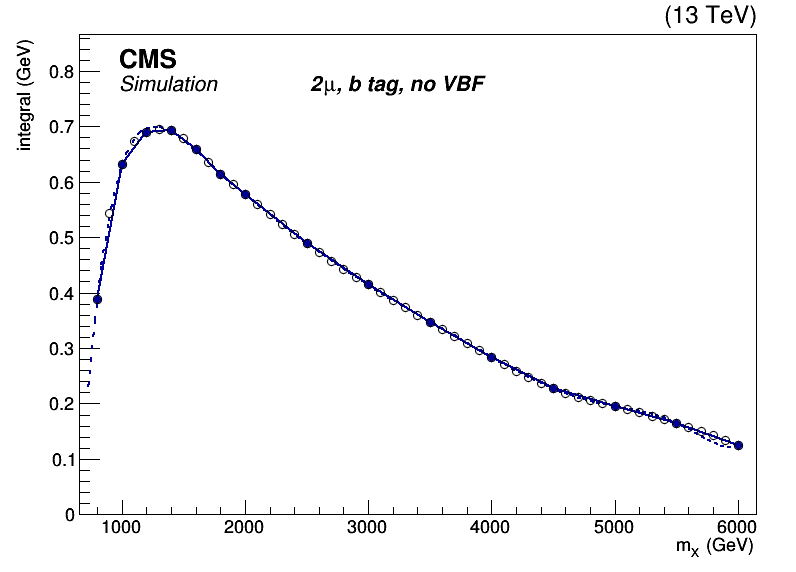 (13 TeV)
integral (GeV)
CMS
Simulation
2μ, b tag, no VBF
0.8
0.7
0.6
0.5
0.4
0.3
0.2
0.1
0
1000 2000 3000 4000 5000 6000
mX (GeV)